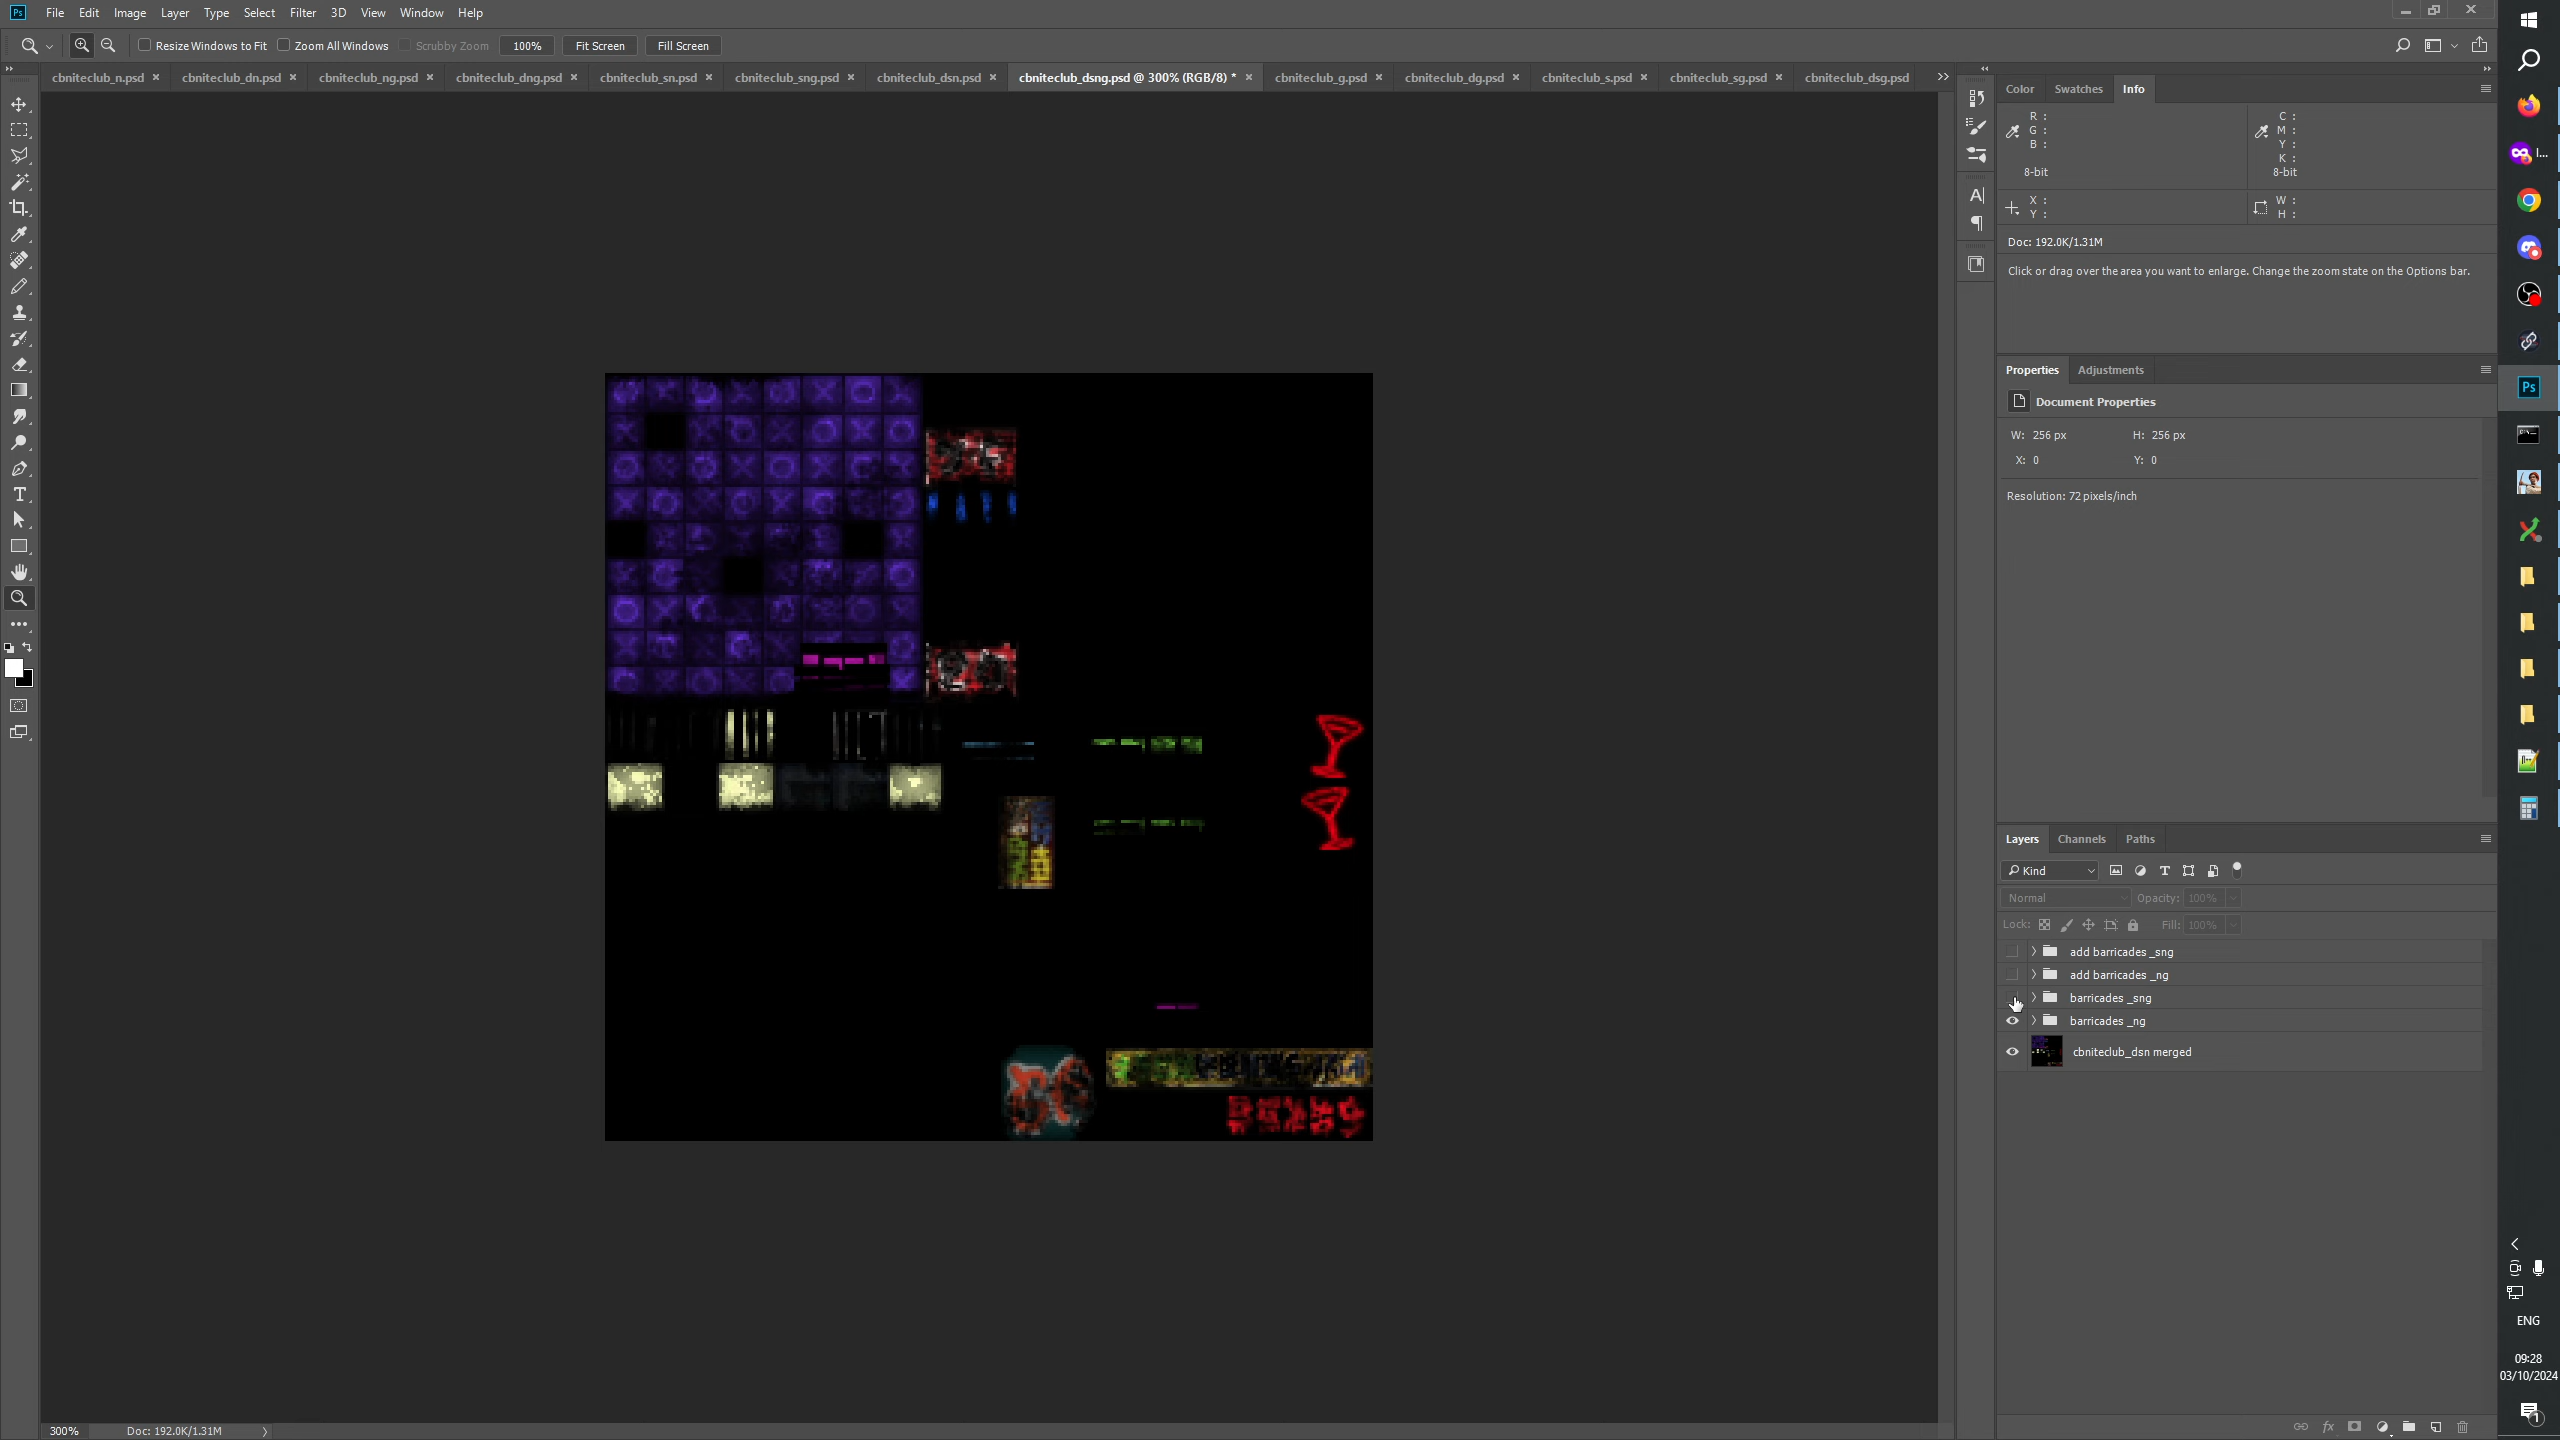 Ps File Edit Image Layer Type Select Filter 3D View Window Help
Resize Windows to Fit Zoom All Windows Scrubby Zoom 100% Fit Screen Fill Screen
cbniteclub_n.psd × cbniteclub_dn.psd × cbniteclub_ng.psd × cbniteclub_dng.psd × cbniteclub_sn.psd × cbniteclub_sng.psd × cbniteclub_dsn.psd × cbniteclub_dsng.psd @ 300% (RGB/8) * × cbniteclub_g.psd × cbniteclub_dg.psd × cbniteclub_s.psd × cbniteclub_sg.psd × cbniteclub_dsg.psd
Color Swatches Info
R :
G :
B :
8-bit
C :
M :
Y :
K :
8-bit
X :
Y :
W :
H :
Doc: 192.0K/1.31M
Click or drag over the area you want to enlarge. Change the zoom state on the Options bar.
Properties Adjustments
Document Properties
W: 256 px H: 256 px
X: 0 Y: 0
Resolution: 72 pixels/inch
Layers Channels Paths
Kind
Normal Opacity: 100%
Lock: Fill: 100%
add barricades _sng
add barricades _ng
barricades _sng
barricades _ng
cbniteclub_dsn merged
300% Doc: 192.0K/1.31M
I...
Ps
ENG
09:28
03/10/2024
1